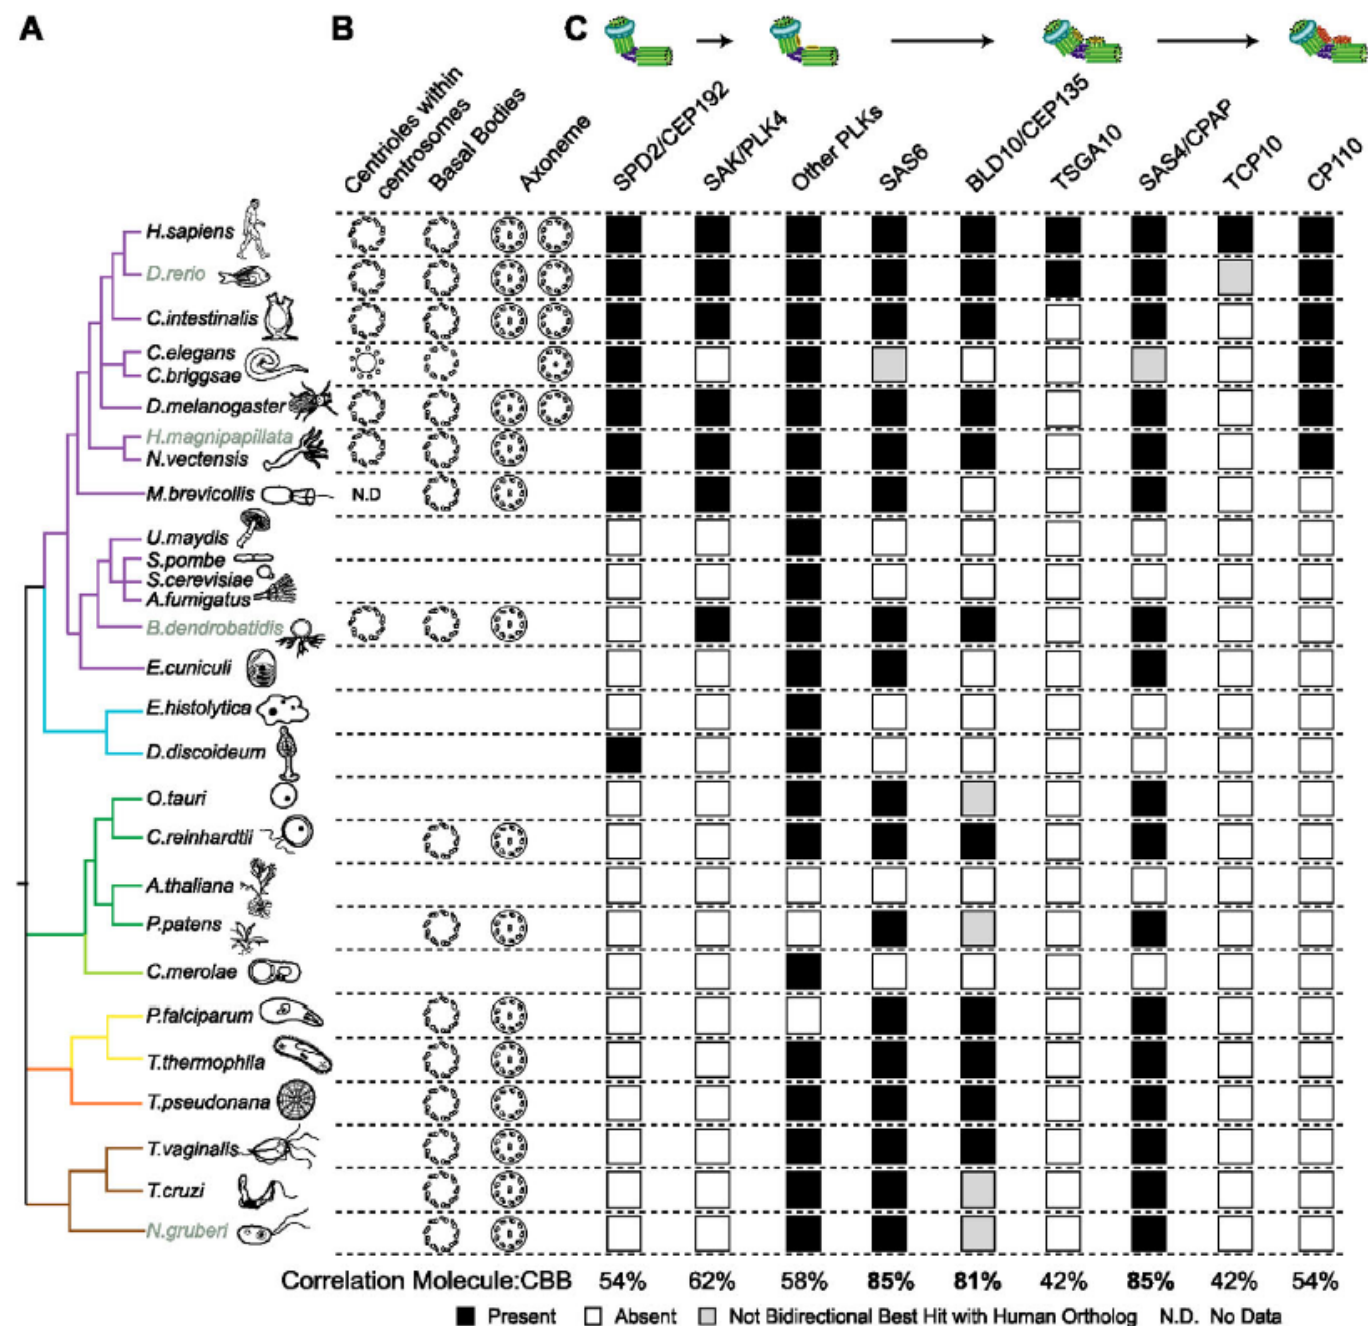 A
B
C
Centrioles within
centrosomes
Basal Bodies
Axoneme
SPD2/CEP192
SAK/PLK4
Other PLKs
SAS6
BLD10/CEP135
TSGA10
SAS4/CPAP
TCP10
CP110
H.sapiens
D.rerio
C.intestinalis
C.elegans
C.briggsae
D.melanogaster
H.magnipapillata
N.vectensis
M.brevicollis N.D
U.maydis
S.pombe
S.cerevisiae
A.fumigatus
B.dendrobatidis
E.cuniculi
E.histolytica
D.discoideum
O.tauri
C.reinhardtii
A.thaliana
P.patens
C.merolae
P.falciparum
T.thermophila
T.pseudonana
T.vaginalis
T.cruzi
N.gruberi
Correlation Molecule:CBB 54% 62% 58% 85% 81% 42% 85% 42% 54%
Present Absent Not Bidirectional Best Hit with Human Ortholog N.D. No Data